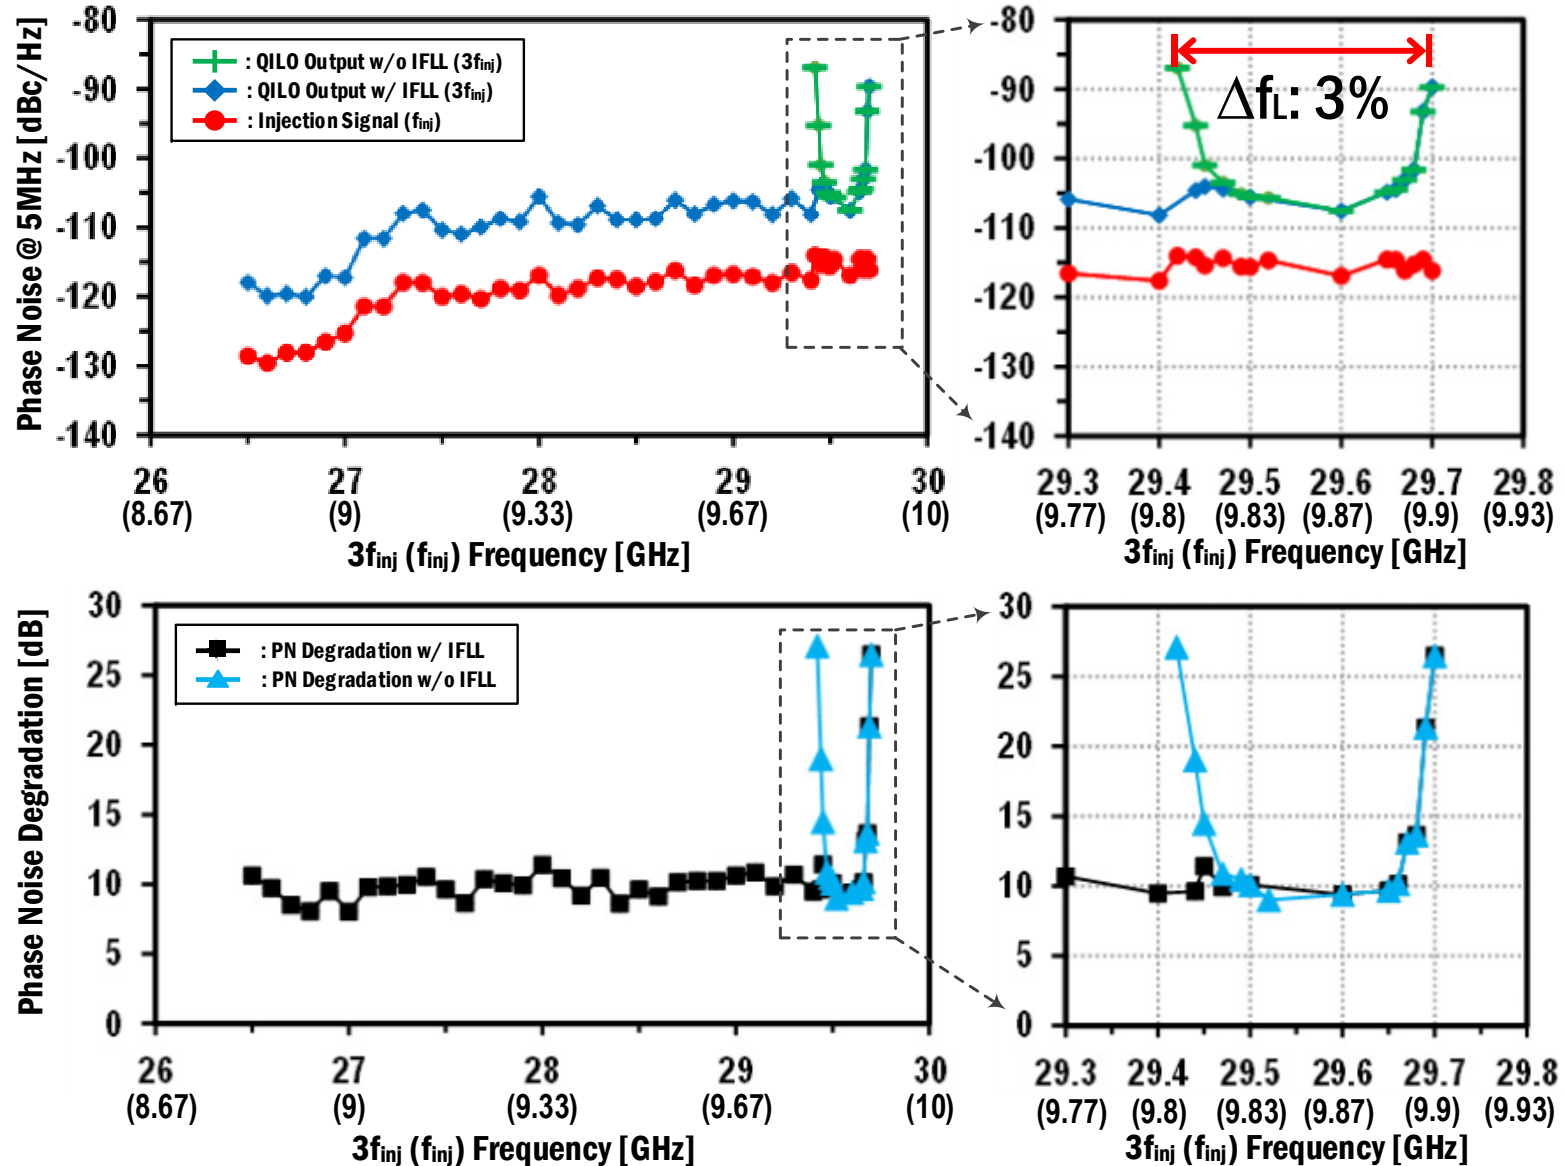 Phase Noise @ 5MHz [dBc/Hz]
-80
-90
-100
-110
-120
-130
-140
: QILO Output w/o IFLL (3finj)
: QILO Output w/ IFLL (3finj)
: Injection Signal (finj)
26 27 28 29 30
(8.67) (9) (9.33) (9.67) (10)
3finj (finj) Frequency [GHz]
-80
-90
-100
-110
-120
-130
-140
ΔfL: 3%
29.3 29.4 29.5 29.6 29.7 29.8
(9.77) (9.8) (9.83) (9.87) (9.9) (9.93)
3finj (finj) Frequency [GHz]
Phase Noise Degradation [dB]
30
25
20
15
10
5
0
: PN Degradation w/ IFLL
: PN Degradation w/o IFLL
26 27 28 29 30
(8.67) (9) (9.33) (9.67) (10)
3finj (finj) Frequency [GHz]
30
25
20
15
10
5
0
29.3 29.4 29.5 29.6 29.7 29.8
(9.77) (9.8) (9.83) (9.87) (9.9) (9.93)
3finj (finj) Frequency [GHz]